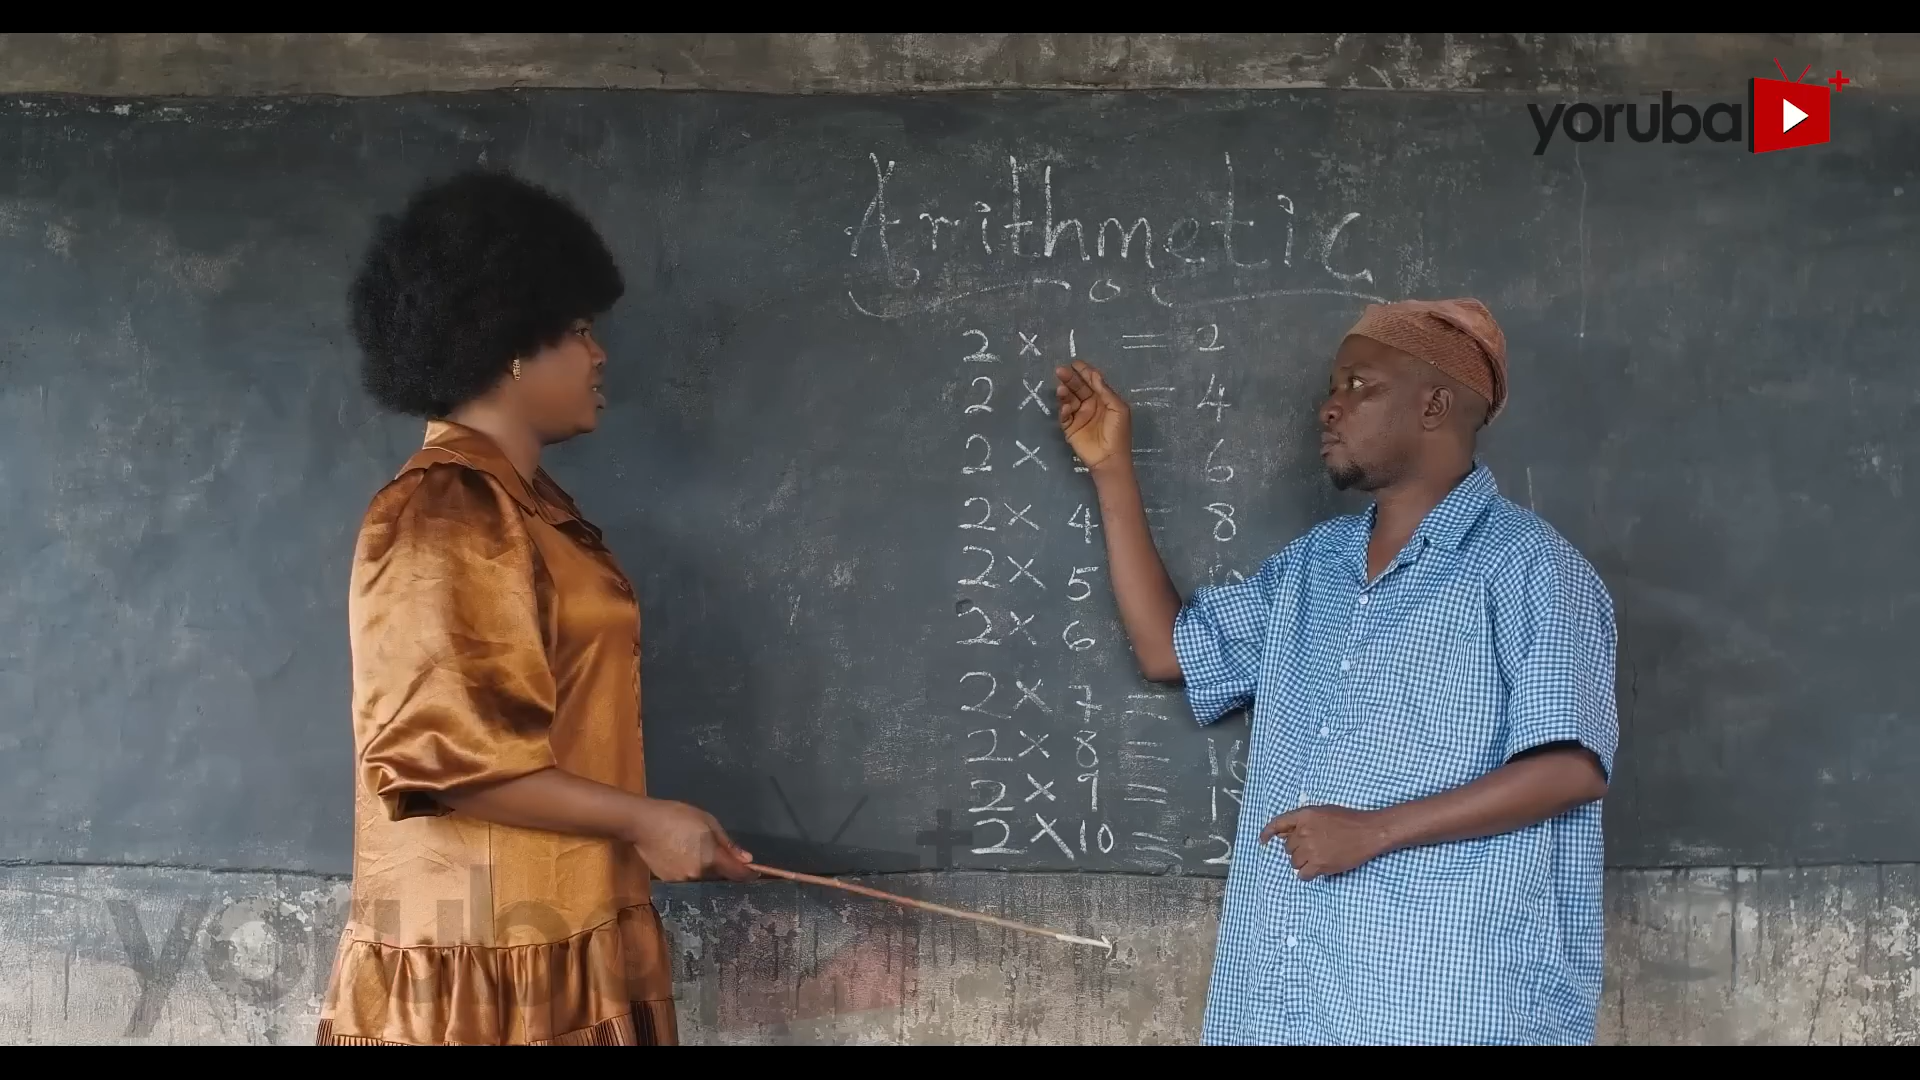 yoruba
Arithmetic
2 x 1 = 2
2 x = 4
2 x = 6
2 x 4 = 8
2 x 5
2 x 6
2 x 7 =
2 x 8 = 16
2 x 9 =
2 x 10 =
yoruba